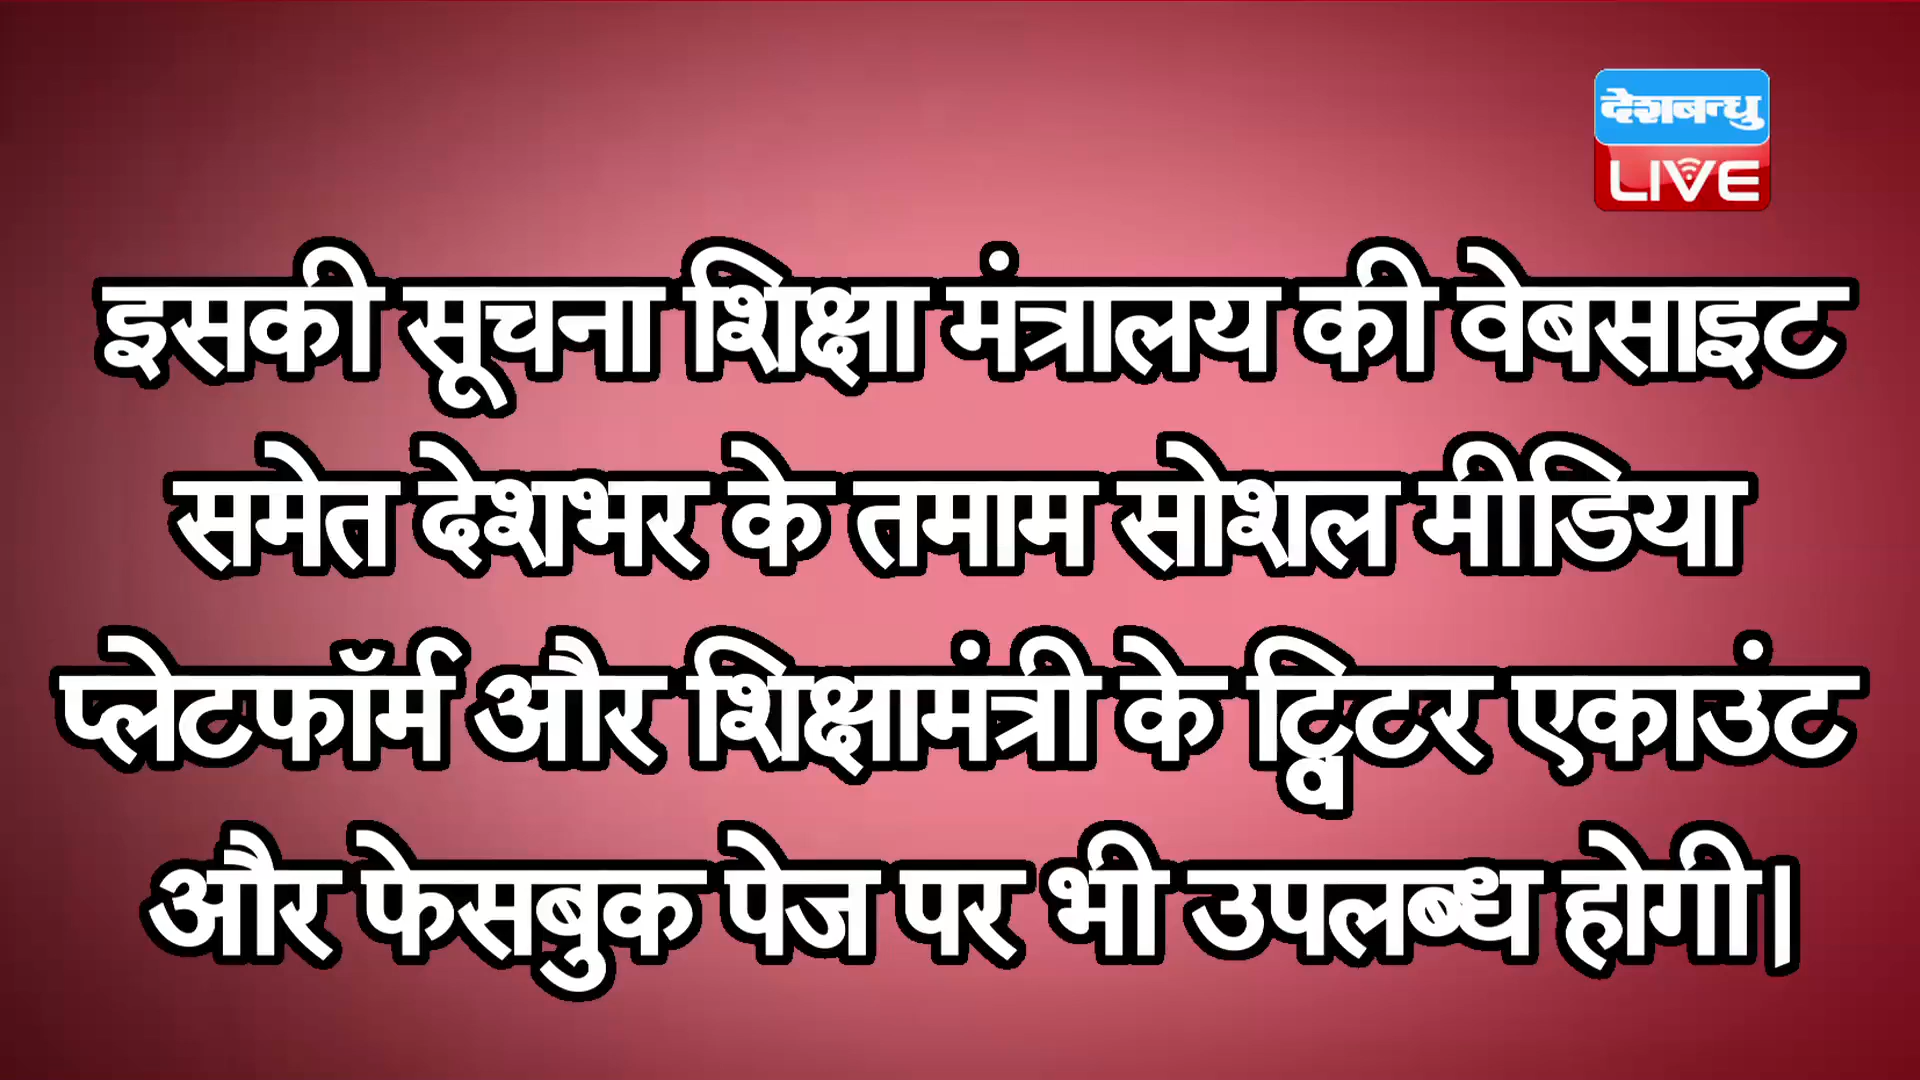 देशबन्धु
LIVE
इसकी सूचना शिक्षा मंत्रालय की वेबसाइट
समेत देशभर के तमाम सोशल मीडिया
प्लेटफॉर्म और शिक्षामंत्री के ट्विटर एकाउंट
और फेसबुक पेज पर भी उपलब्ध होगी।